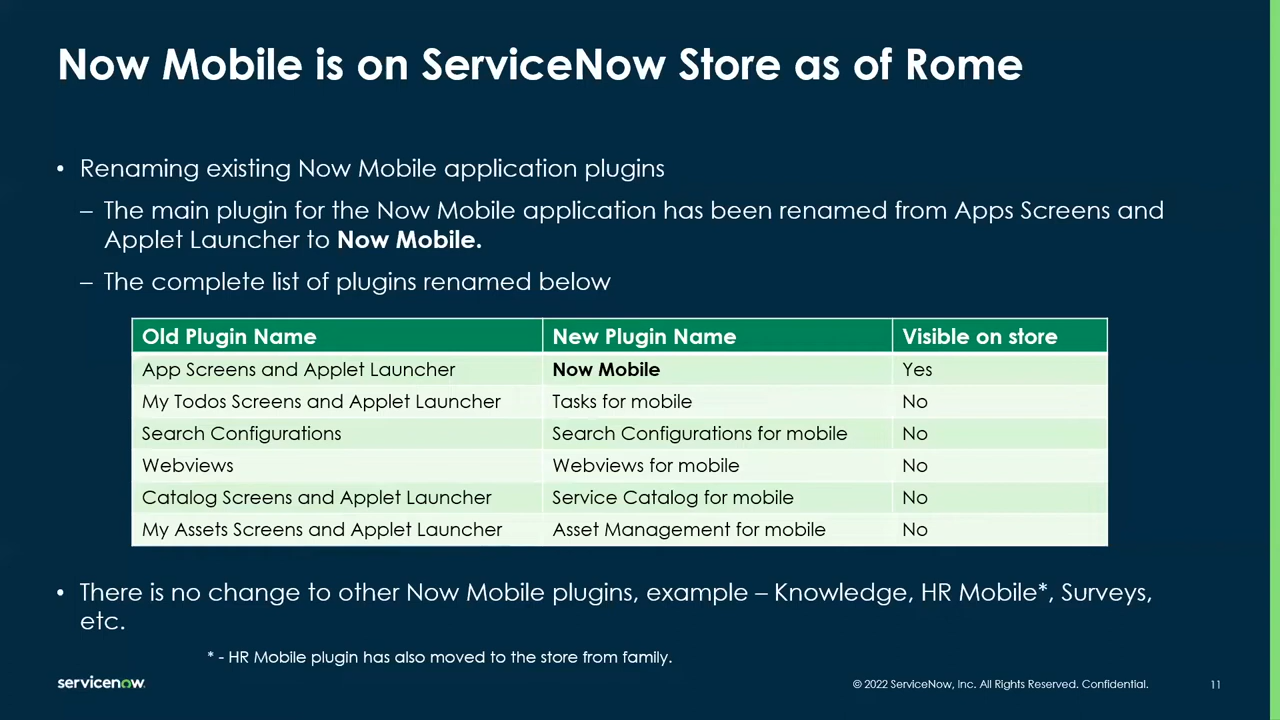 Now Mobile is on ServiceNow Store as of Rome
• Renaming existing Now Mobile application plugins
– The main plugin for the Now Mobile application has been renamed from Apps Screens and
Applet Launcher to Now Mobile.
– The complete list of plugins renamed below
Old Plugin Name New Plugin Name Visible on store
App Screens and Applet Launcher Now Mobile Yes
My Todos Screens and Applet Launcher Tasks for mobile No
Search Configurations Search Configurations for mobile No
Webviews Webviews for mobile No
Catalog Screens and Applet Launcher Service Catalog for mobile No
My Assets Screens and Applet Launcher Asset Management for mobile No
• There is no change to other Now Mobile plugins, example – Knowledge, HR Mobile*, Surveys,
etc.
* - HR Mobile plugin has also moved to the store from family.
servicenow. © 2022 ServiceNow, Inc. All Rights Reserved. Confidential. 11